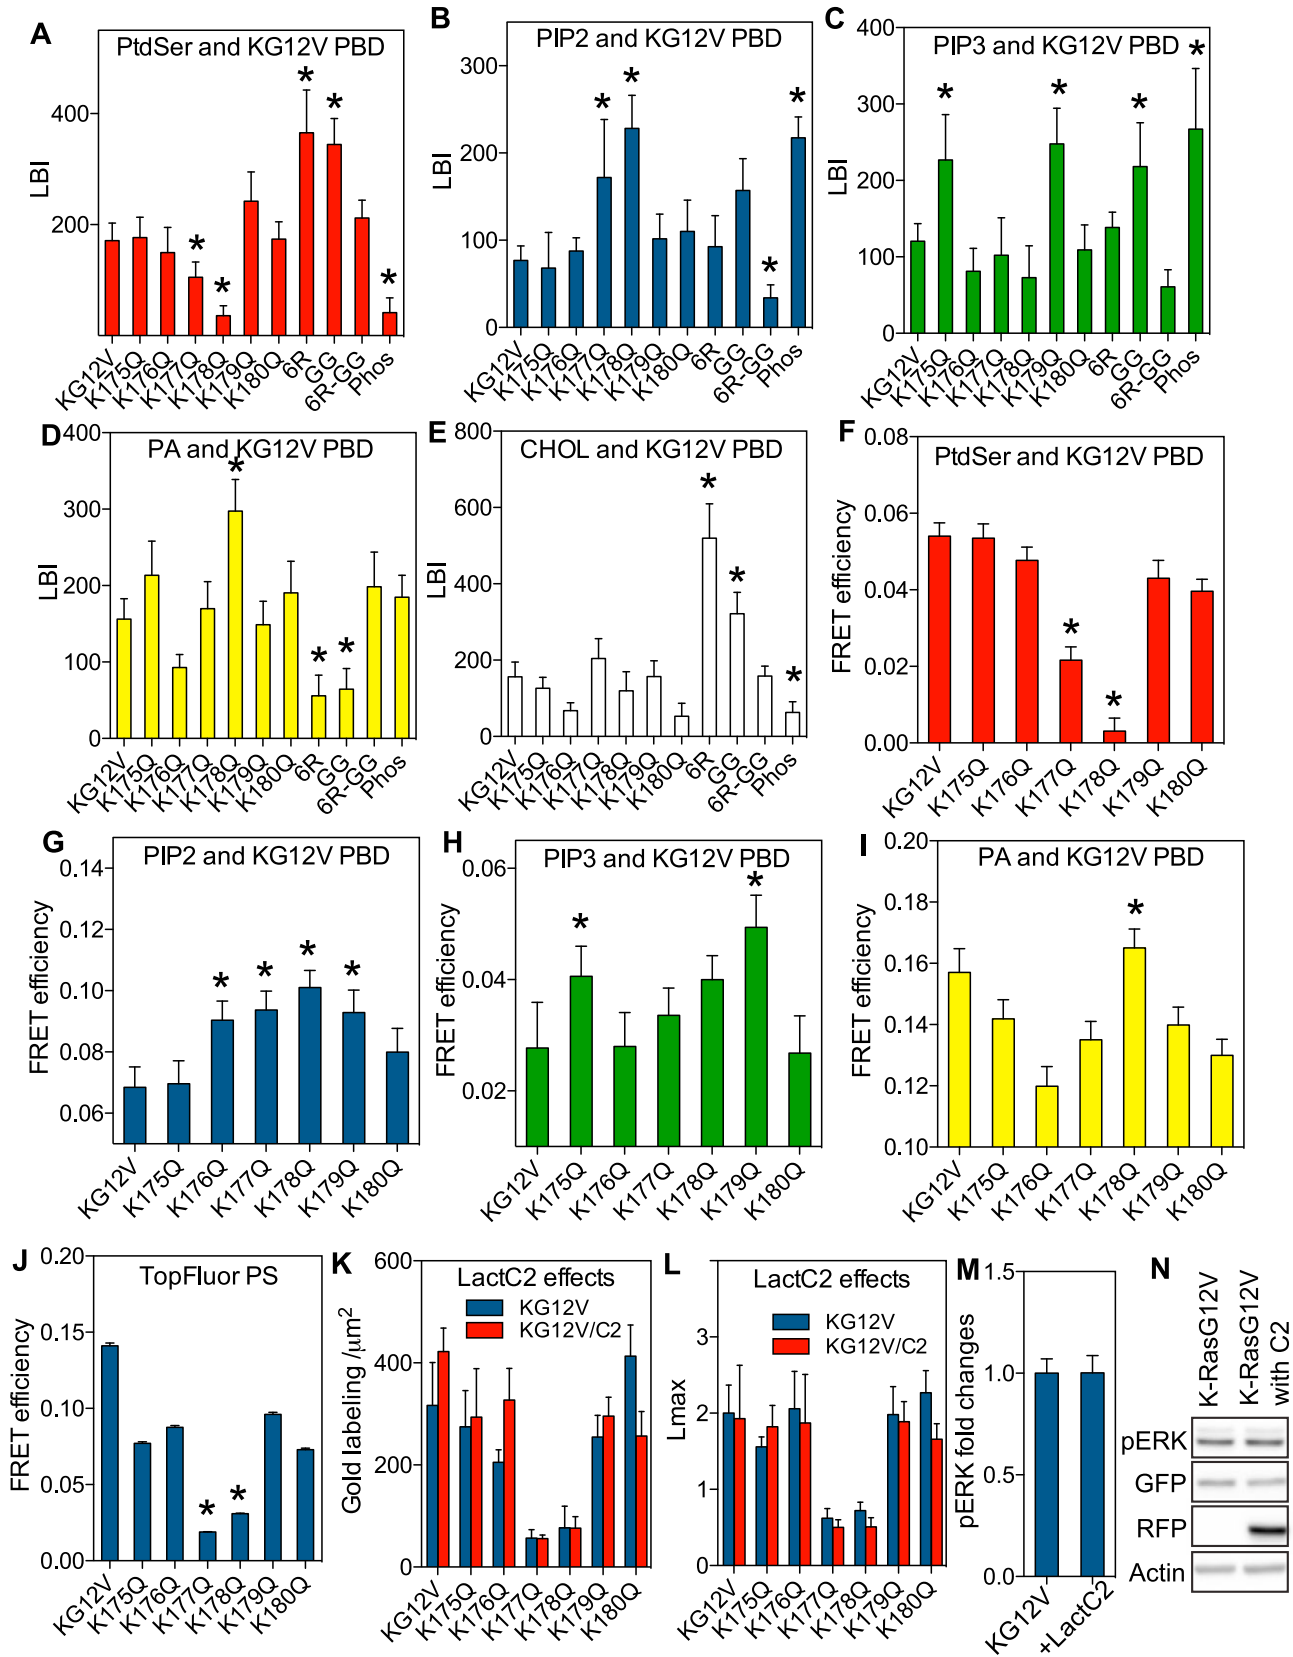 A
PtdSer and KG12V PBD
LBI
400
200
* * * * *
KG12V K175Q K176Q K177Q K178Q K179Q K180Q 6R GG 6R-GG Phos
B
PIP2 and KG12V PBD
LBI
300
200
100
0
* * * *
KG12V K175Q K176Q K177Q K178Q K179Q K180Q 6R GG 6R-GG Phos
C
PIP3 and KG12V PBD
LBI
400
300
200
100
0
* * * *
KG12V K175Q K176Q K177Q K178Q K179Q K180Q 6R GG 6R-GG Phos
D
PA and KG12V PBD
LBI
400
300
200
100
0
* * *
KG12V K175Q K176Q K177Q K178Q K179Q K180Q 6R GG 6R-GG Phos
E
CHOL and KG12V PBD
LBI
800
600
400
200
0
* * *
KG12V K175Q K176Q K177Q K178Q K179Q K180Q 6R GG 6R-GG Phos
F
PtdSer and KG12V PBD
FRET efficiency
0.08
0.06
0.04
0.02
0.00
* *
KG12V K175Q K176Q K177Q K178Q K179Q K180Q
G
PIP2 and KG12V PBD
FRET efficiency
0.14
0.12
0.10
0.08
0.06
* * * *
KG12V K175Q K176Q K177Q K178Q K179Q K180Q
H
PIP3 and KG12V PBD
FRET efficiency
0.06
0.04
0.02
* *
KG12V K175Q K176Q K177Q K178Q K179Q K180Q
I
PA and KG12V PBD
FRET efficiency
0.20
0.18
0.16
0.14
0.12
0.10
*
KG12V K175Q K176Q K177Q K178Q K179Q K180Q
J
TopFluor PS
FRET efficiency
0.20
0.15
0.10
0.05
0.00
* *
KG12V K175Q K176Q K177Q K178Q K179Q K180Q
K
LactC2 effects
KG12V
KG12V/C2
Gold labeling /μm2
600
400
200
0
KG12V K175Q K176Q K177Q K178Q K179Q K180Q
L
LactC2 effects
KG12V
KG12V/C2
Lmax
3
2
1
0
KG12V K175Q K176Q K177Q K178Q K179Q K180Q
M
pERK fold changes
1.5
1.0
0.5
0.0
KG12V +LactC2
N
K-RasG12V
K-RasG12V
with C2
pERK
GFP
RFP
Actin